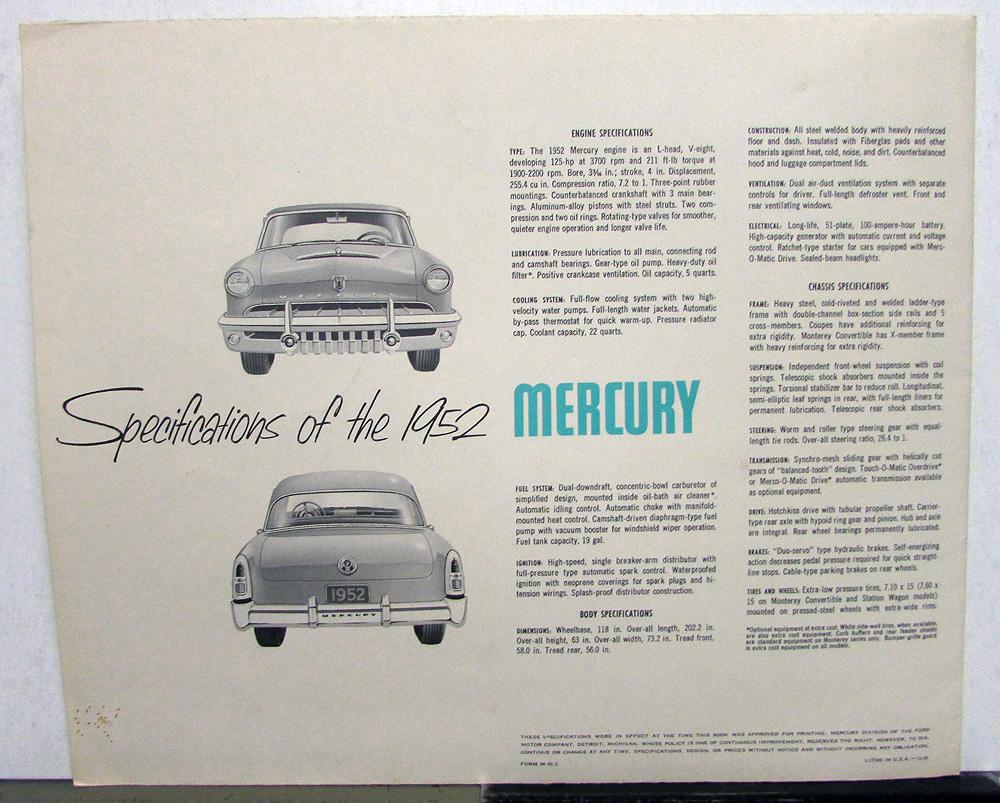 Specifications of the 1952 MERCURY
1952
MERCURY
ENGINE SPECIFICATIONS
TYPE: The 1952 Mercury engine is an L-head, V-eight,
developing 125-hp at 3700 rpm and 211 ft-lb torque at
1900-2200 rpm. Bore, 3³⁄₁₆ in.; stroke, 4 in. Displacement,
255.4 cu in. Compression ratio, 7.2 to 1. Three-point rubber
mountings. Counterbalanced crankshaft with 3 main bear-
ings. Aluminum-alloy pistons with steel struts. Two com-
pression and two oil rings. Rotating-type valves for smoother,
quieter engine operation and longer valve life.
LUBRICATION: Pressure lubrication to all main, connecting rod
and camshaft bearings. Gear-type oil pump. Heavy-duty oil
filter*. Positive crankcase ventilation. Oil capacity, 5 quarts.
COOLING SYSTEM: Full-flow cooling system with two high-
velocity water pumps. Full-length water jackets. Automatic
by-pass thermostat for quick warm-up. Pressure radiator
cap. Coolant capacity, 22 quarts.
FUEL SYSTEM: Dual-downdraft, concentric-bowl carburetor of
simplified design, mounted inside oil-bath air cleaner*.
Automatic idling control. Automatic choke with manifold-
mounted heat control. Camshaft-driven diaphragm-type fuel
pump with vacuum booster for windshield wiper operation.
Fuel tank capacity, 19 gal.
IGNITION: High-speed, single breaker-arm distributor with
full-pressure type automatic spark control. Waterproofed
ignition with neoprene coverings for spark plugs and hi-
tension wirings. Splash-proof distributor construction.
BODY SPECIFICATIONS
DIMENSIONS: Wheelbase, 118 in. Over-all length, 202.2 in.
Over-all height, 63 in. Over-all width, 73.2 in. Tread front,
58.0 in. Tread rear, 56.0 in.
CONSTRUCTION: All steel welded body with heavily reinforced
floor and dash. Insulated with Fiberglas pads and other
materials against heat, cold, noise, and dirt. Counterbalanced
hood and luggage compartment lids.
VENTILATION: Dual air-duct ventilation system with separate
controls for driver. Full-length defroster vent. Front and
rear ventilating windows.
ELECTRICAL: Long-life, 51-plate, 100-ampere-hour battery.
High-capacity generator with automatic current and voltage
control. Ratchet-type starter for cars equipped with Merc-
O-Matic Drive. Sealed-beam headlights.
CHASSIS SPECIFICATIONS
FRAME: Heavy steel, cold-riveted and welded ladder-type
frame with double-channel box-section side rails and 5
cross-members. Coupes have additional reinforcing for
extra rigidity. Monterey Convertible has X-member frame
with heavy reinforcing for extra rigidity.
SUSPENSION: Independent front-wheel suspension with coil
springs. Telescopic shock absorbers mounted inside the
springs. Torsional stabilizer bar to reduce roll. Longitudinal,
semi-elliptic leaf springs in rear, with full-length liners for
permanent lubrication. Telescopic rear shock absorbers.
STEERING: Worm and roller type steering gear with equal-
length tie rods. Over-all steering ratio, 26.4 to 1.
TRANSMISSION: Synchro-mesh sliding gear with helically cut
gears of "balanced-tooth" design. Touch-O-Matic Overdrive*
or Merco-O-Matic Drive* automatic transmission available
as optional equipment.
DRIVE: Hotchkiss drive with tubular propeller shaft. Carrier-
type rear axle with hypoid ring gear and pinion. Hub and axle
are integral. Rear wheel bearings permanently lubricated.
BRAKES: "Duo-servo" type hydraulic brakes. Self-energizing
action decreases pedal pressure required for quick straight-
line stops. Cable-type parking brakes on rear wheels.
TIRES AND WHEELS: Extra-low pressure tires, 7.10 x 15 (7.60 x
15 on Monterey Convertible and Station Wagon models)
mounted on pressed-steel wheels with extra-wide rims.
*Optional equipment at extra cost. White side-wall tires, when available,
are also extra cost equipment. Curb buffers and rear fender shields
are standard equipment on Monterey series only. Bumper-grille guard
is extra cost equipment on all models.
THESE SPECIFICATIONS WERE IN EFFECT AT THE TIME THIS BOOK WAS APPROVED FOR PRINTING. MERCURY DIVISION OF THE FORD
MOTOR COMPANY, DETROIT, MICHIGAN, WHOSE POLICY IS ONE OF CONTINUOUS IMPROVEMENT, RESERVES THE RIGHT, HOWEVER, TO DIS-
CONTINUE OR CHANGE AT ANY TIME, SPECIFICATIONS, DESIGN, OR PRICES WITHOUT NOTICE AND WITHOUT INCURRING ANY OBLIGATION.
FORM M-52-2
LITHO IN U.S.A.